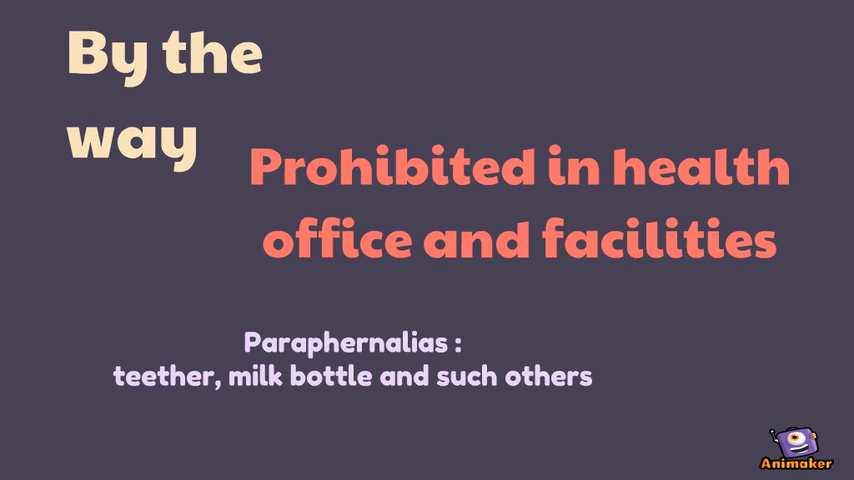 By the
way
Prohibited in health
office and facilities
Paraphernalias :
teether, milk bottle and such others
Animaker